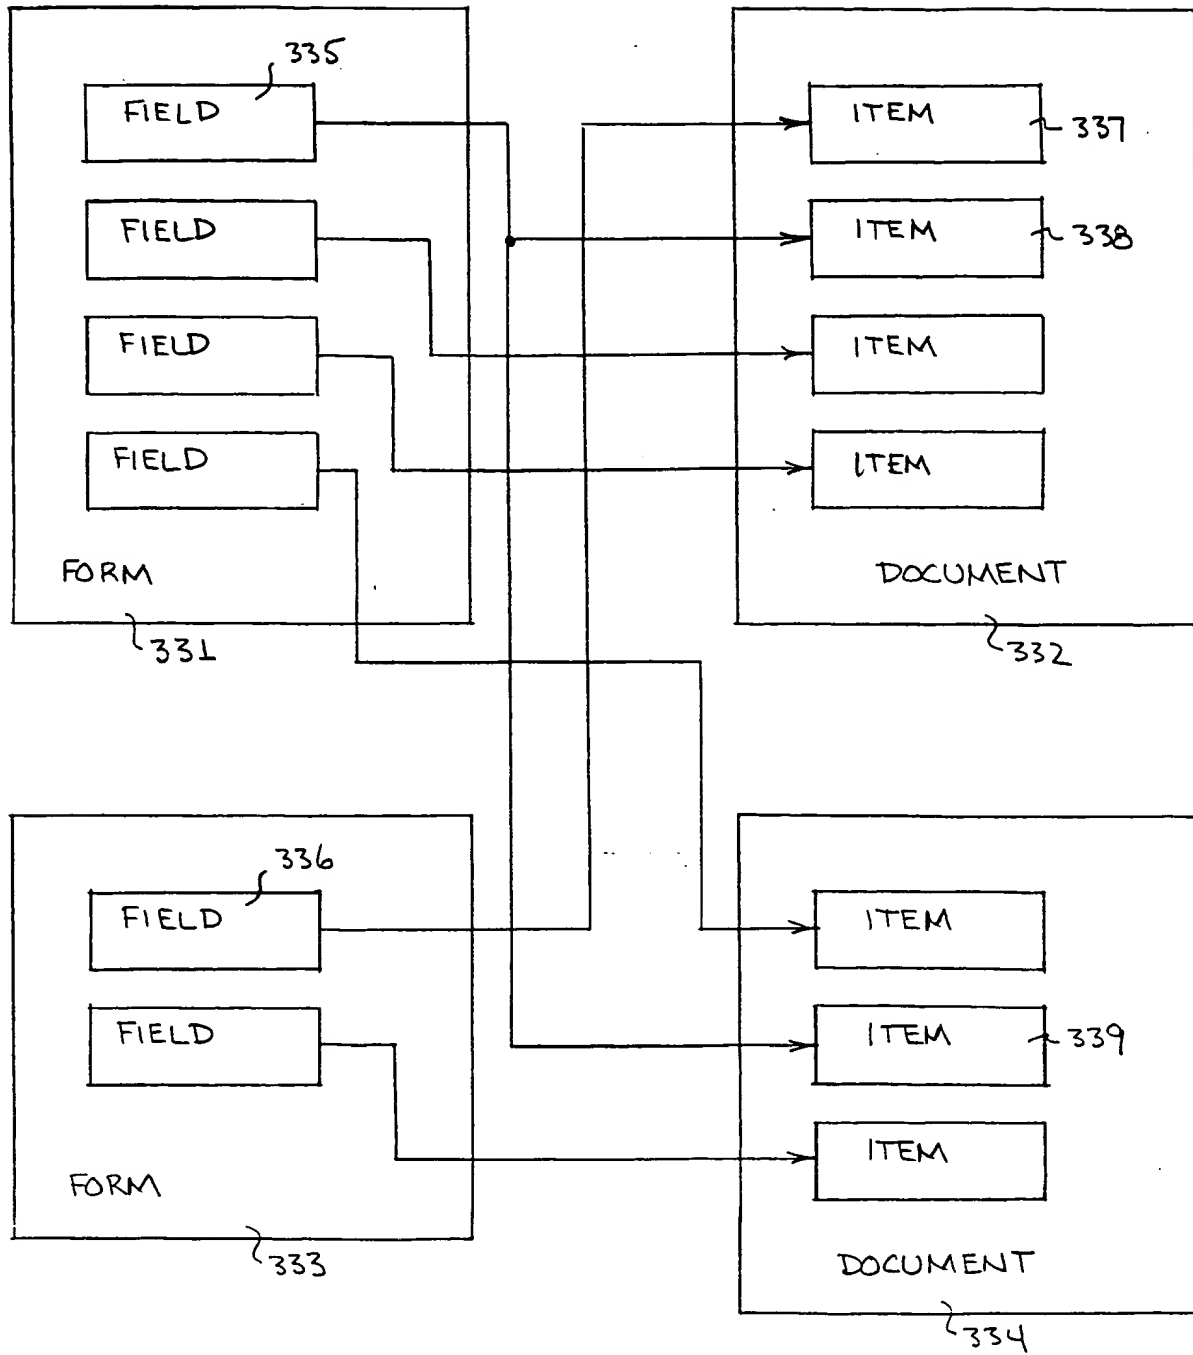 335
FIELD
ITEM
337
FIELD
ITEM
338
FIELD
ITEM
FIELD
ITEM
FORM
DOCUMENT
331
332
336
FIELD
ITEM
FIELD
ITEM
339
ITEM
FORM
333
DOCUMENT
334